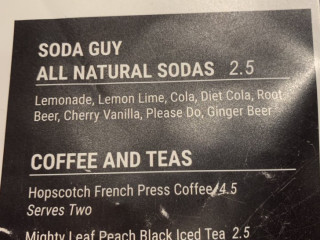 SODA GUY
ALL NATURAL SODAS 2.5
Lemonade, Lemon Lime, Cola, Diet Cola, Root
Beer, Cherry Vanilla, Please Do, Ginger Beer
COFFEE AND TEAS
Hopscotch French Press Coffee 4.5
Serves Two
Mighty Leaf Peach Black Iced Tea 2.5